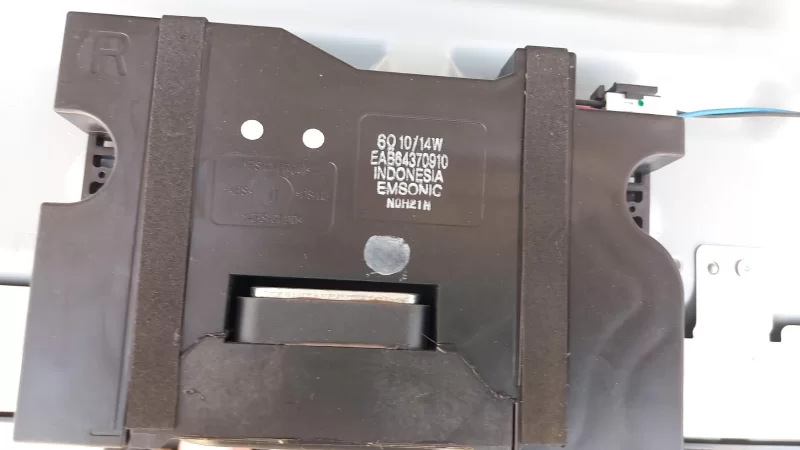 R
6Ω 10/14W
EAB64370910
INDONESIA
EMSONIC
N0H21N